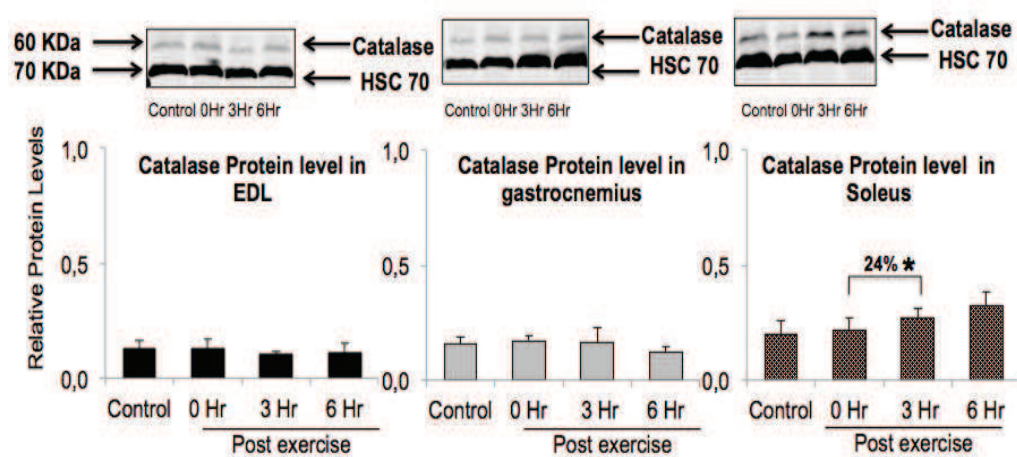 60 KDa
70 KDa
Catalase
HSC 70
Control 0Hr 3Hr 6Hr
Catalase
HSC 70
Control 0Hr 3Hr 6Hr
Catalase
HSC 70
Control 0Hr 3Hr 6Hr
Relative Protein Levels
Catalase Protein level in
EDL
1,0
0,5
0,0
Control 0 Hr 3 Hr 6 Hr
Post exercise
Catalase Protein level in
gastrocnemius
1,0
0,5
0,0
Control 0 Hr 3 Hr 6 Hr
Post exercise
Catalase Protein level in
Soleus
1,0
0,5
0,0
24% *
Control 0 Hr 3 Hr 6 Hr
Post exercise